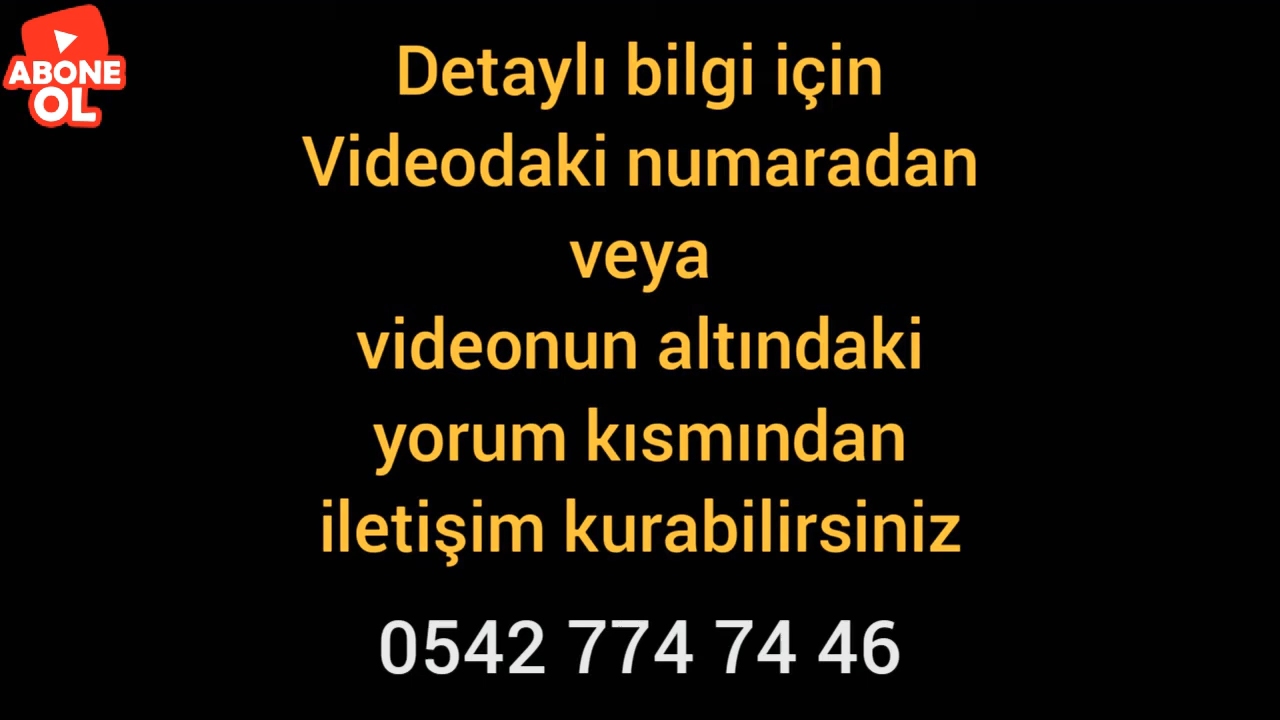 ABONE
OL
Detaylı bilgi için
Videodaki numaradan
veya
videonun altındaki
yorum kısmından
iletişim kurabilirsiniz
0542 774 74 46